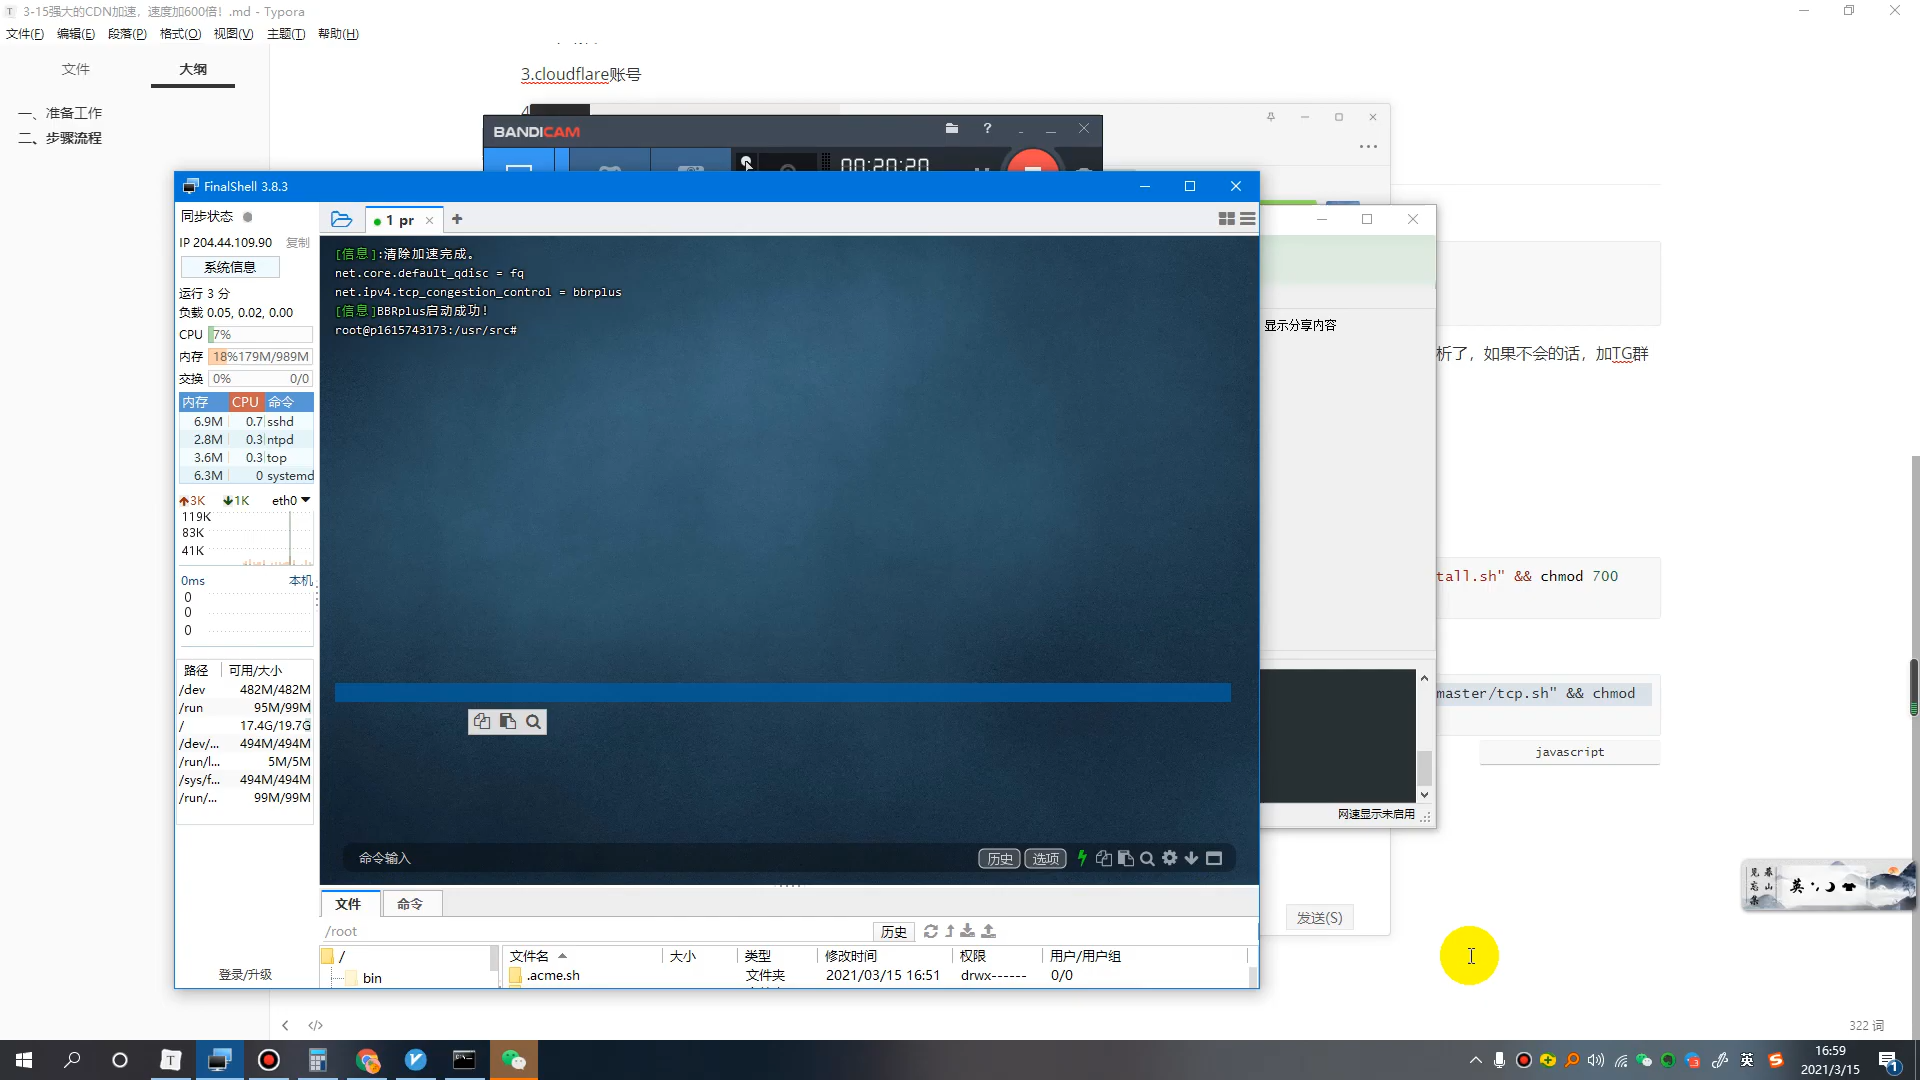 3-15强大的CDN加速，速度加600倍！.md - Typora
文件(F) 编辑(E) 段落(P) 格式(O) 视图(V) 主题(T) 帮助(H)
文件 大纲
一、准备工作
二、步骤流程
3.cloudflare账号
BANDICAM
00:20:20
FinalShell 3.8.3
同步状态
IP 204.44.109.90 复制
系统信息
运行 3 分
负载 0.05, 0.02, 0.00
CPU 7%
内存 18% 179M/989M
交换 0% 0/0
内存 CPU 命令
6.9M 0.7 sshd
2.8M 0.3 ntpd
3.6M 0.3 top
6.3M 0 systemd
3K 1K eth0
119K
83K
41K
0ms 本机
0
0
0
路径 可用/大小
/dev 482M/482M
/run 95M/99M
/ 17.4G/19.7G
/dev/... 494M/494M
/run/l... 5M/5M
/sys/f... 494M/494M
/run/... 99M/99M
登录/升级
1 pr
[信息]:清除加速完成。
net.core.default_qdisc = fq
net.ipv4.tcp_congestion_control = bbrplus
[信息]BBRplus启动成功！
root@p1615743173:/usr/src#
命令输入 历史 选项
文件 命令
/root 历史
/
bin
文件名 大小 类型 修改时间 权限 用户/用户组
.acme.sh 文件夹 2021/03/15 16:51 drwx------ 0/0
显示分享内容
析了，如果不会的话，加TG群
tall.sh" && chmod 700
master/tcp.sh" && chmod
javascript
网速显示未启用
发送(S)
英
322 词
英
16:59
2021/3/15